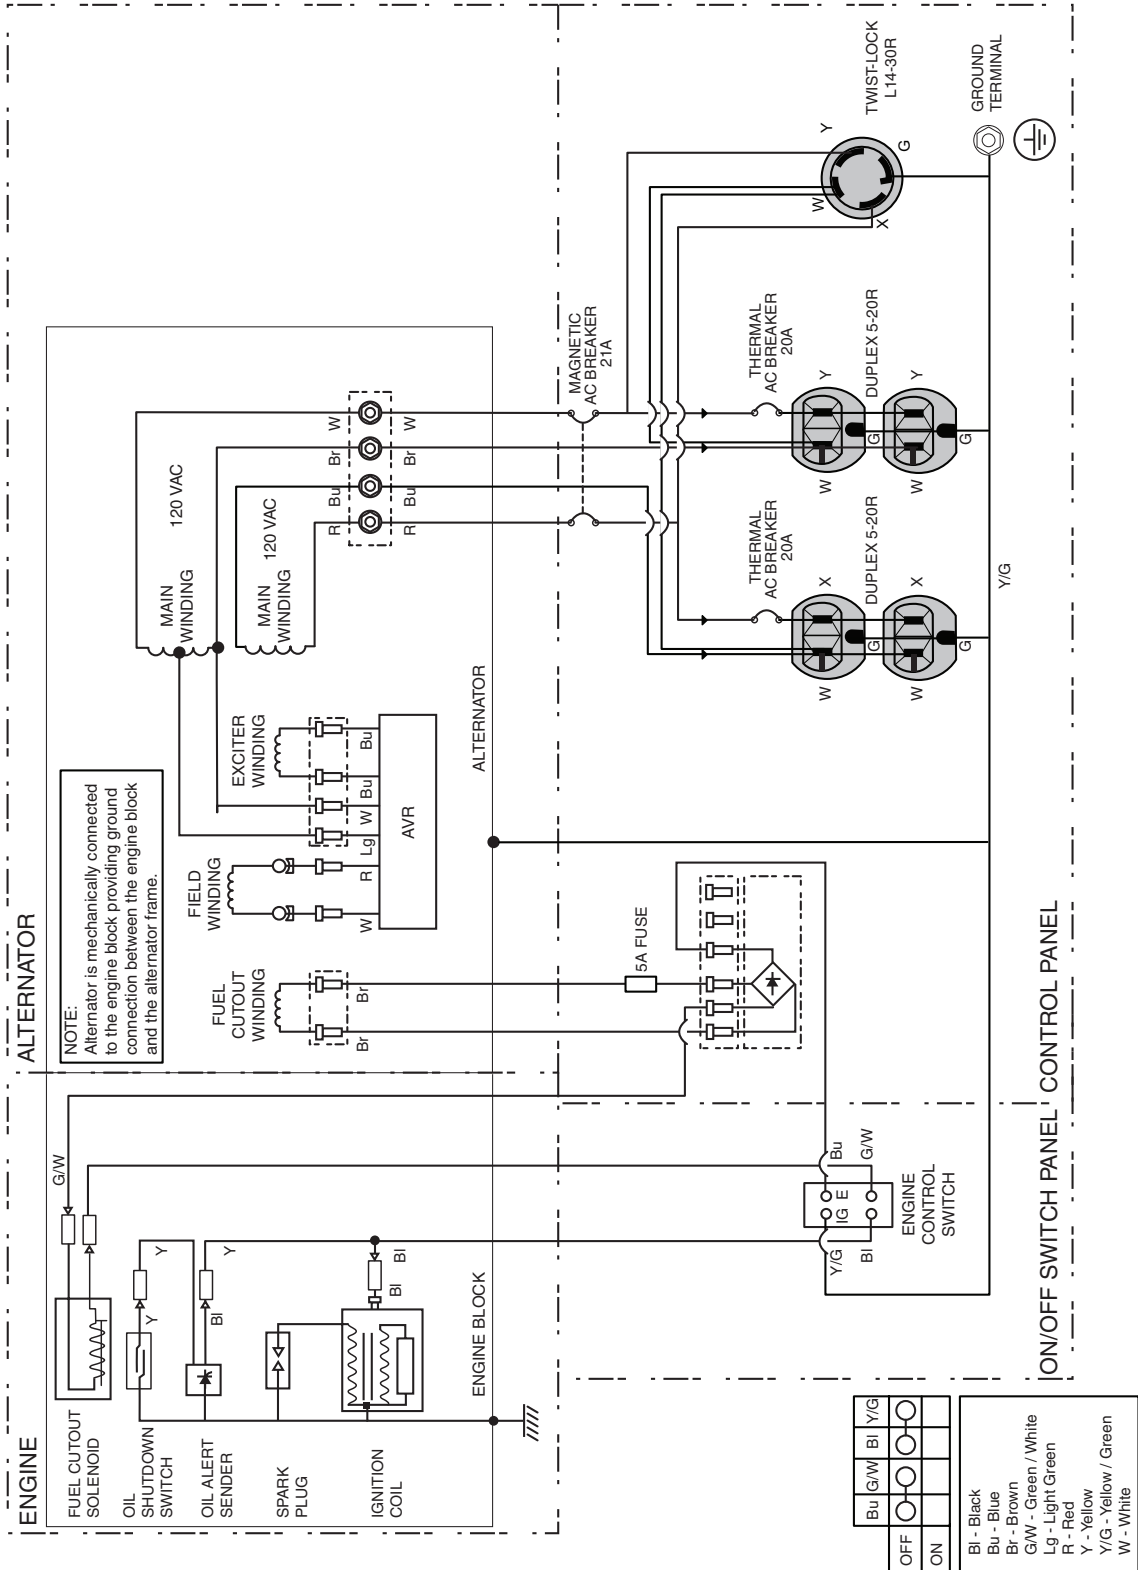 ALTERNATOR
NOTE:
Alternator is mechanically connected
to the engine block providing ground
connection between the engine block
and the alternator frame.
120 VAC
MAIN
WINDING
120 VAC
MAIN
WINDING
R
Bu
Br
W
R
Bu
Br
W
EXCITER
WINDING
FIELD
WINDING
FUEL
CUTOUT
WINDING
W
R
Lg
W
Bu
Bu
AVR
Br
Br
ALTERNATOR
MAGNETIC
AC BREAKER
21A
TWIST-LOCK
L14-30R
Y
G
W
X
GROUND
TERMINAL
THERMAL
AC BREAKER
20A
DUPLEX 5-20R
Y
Y
G
G
W
W
THERMAL
AC BREAKER
20A
DUPLEX 5-20R
X
X
G
G
W
W
Y/G
5A FUSE
CONTROL PANEL
ENGINE
FUEL CUTOUT
SOLENOID
OIL
SHUTDOWN
SWITCH
OIL ALERT
SENDER
SPARK
PLUG
IGNITION
COIL
G/W
Y
Y
Y
Bl
Bl
Bl
ENGINE BLOCK
Bu
G/W
IG
E
Y/G
Bl
ENGINE
CONTROL
SWITCH
ON/OFF SWITCH PANEL
Bu
G/W
Bl
Y/G
OFF
ON
Bl - Black
Bu - Blue
Br - Brown
G/W - Green / White
Lg - Light Green
R - Red
Y - Yellow
Y/G - Yellow / Green
W - White